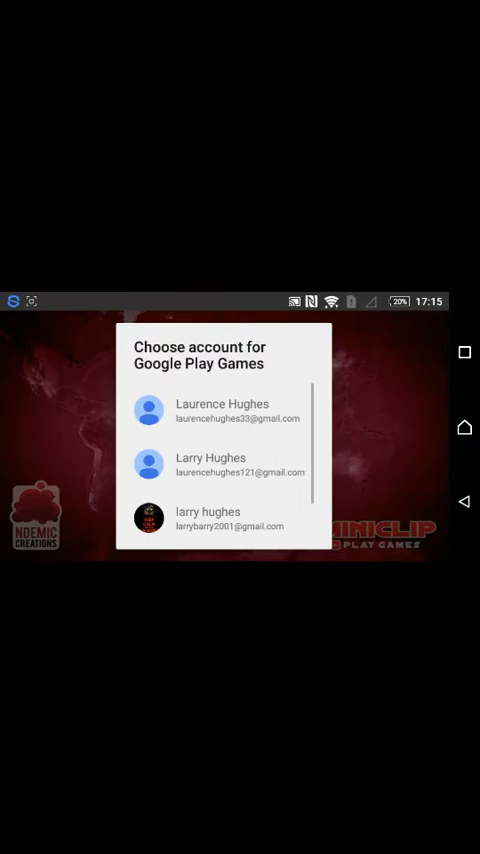 20%
17:15
Choose account for
Google Play Games
Laurence Hughes
laurencehughes33@gmail.com
Larry Hughes
laurencehughes121@gmail.com
larry hughes
larrybarry2001@gmail.com
NDEMIC
CREATIONS
MINICLIP
PLAY GAMES